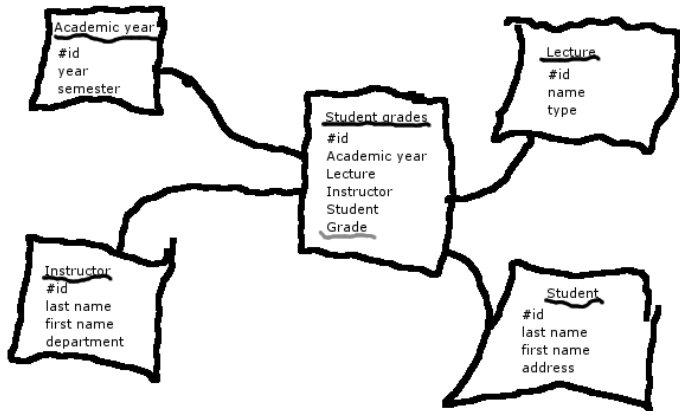 Academic year
#id
year
semester
Lecture
#id
name
type
Student grades
#id
Academic year
Lecture
Instructor
Student
Grade
Instructor
#id
last name
first name
department
Student
#id
last name
first name
address